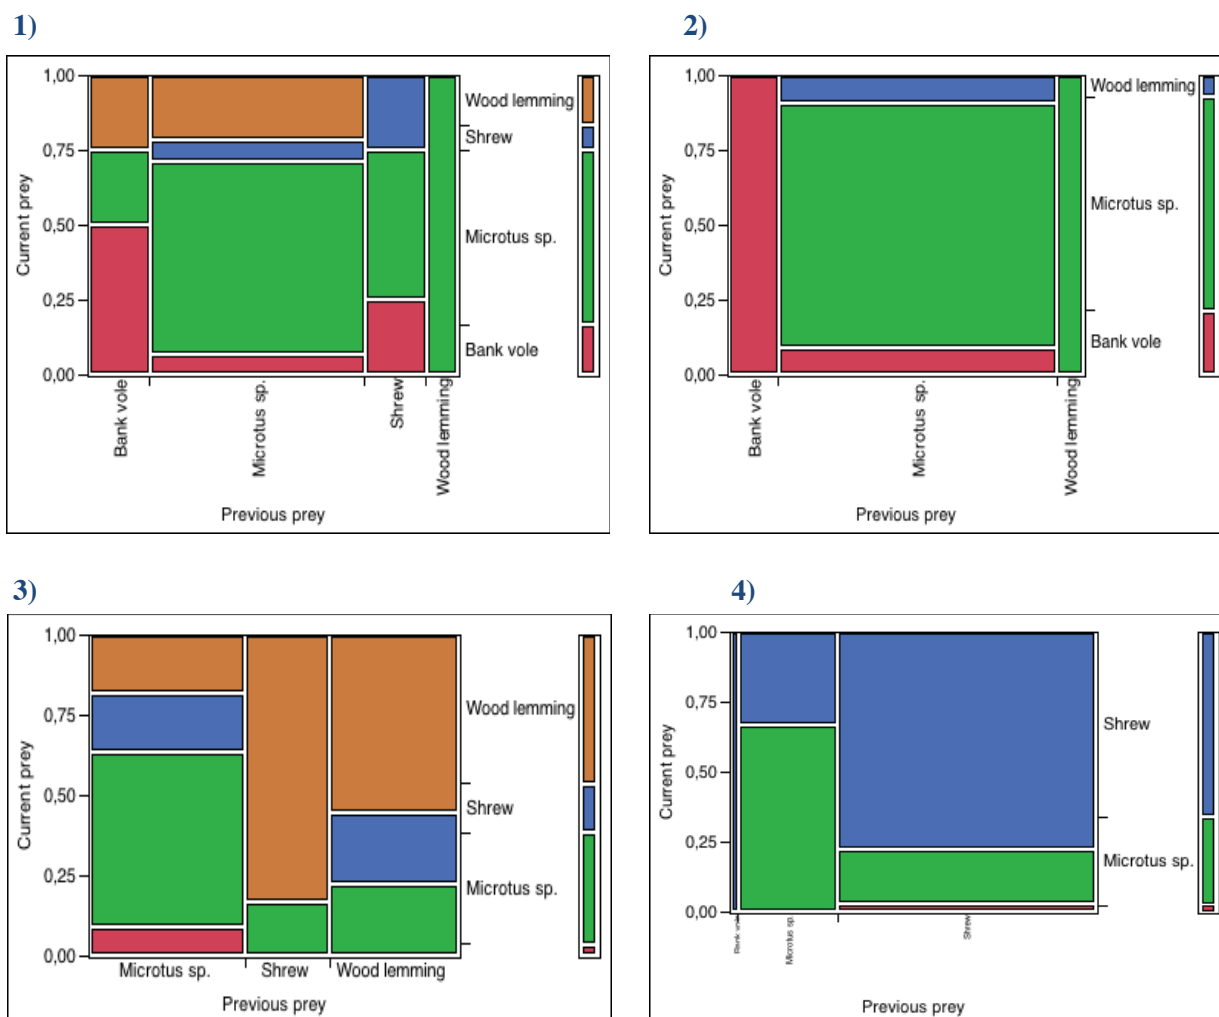 1)
1,00
0,75
0,50
0,25
0,00
Current prey
Wood lemming
Shrew
Microtus sp.
Bank vole
Bank vole
Microtus sp.
Shrew
Wood lemming
Previous prey
2)
1,00
0,75
0,50
0,25
0,00
Current prey
Wood lemming
Microtus sp.
Bank vole
Bank vole
Microtus sp.
Wood lemming
Previous prey
3)
1,00
0,75
0,50
0,25
0,00
Current prey
Wood lemming
Shrew
Microtus sp.
Microtus sp.
Shrew
Wood lemming
Previous prey
4)
1,00
0,75
0,50
0,25
0,00
Current prey
Shrew
Microtus sp.
Bank vole
Microtus sp.
Shrew
Previous prey